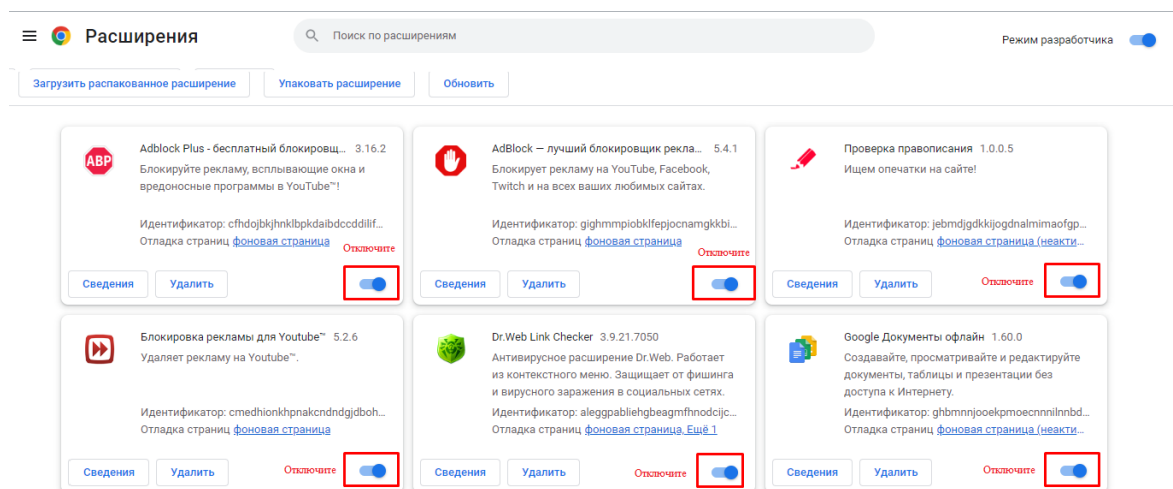 Расширения
Поиск по расширениям
Режим разработчика
Загрузить распакованное расширение
Упаковать расширение
Обновить
ABP
Adblock Plus - бесплатный блокировщ... 3.16.2
Блокируйте рекламу, всплывающие окна и
вредоносные программы в YouTube™!
Идентификатор: cfhdojbkjhnklbpkdaibdccddilif...
Отладка страниц фоновая страница
Отключите
Сведения
Удалить
AdBlock — лучший блокировщик рекла... 5.4.1
Блокирует рекламу на YouTube, Facebook,
Twitch и на всех ваших любимых сайтах.
Идентификатор: gighmmpiobklfepjocnamgkkbi...
Отладка страниц фоновая страница
Отключите
Сведения
Удалить
Проверка правописания 1.0.0.5
Ищем опечатки на сайте!
Идентификатор: jebmdjgdkkijogdnalmimaofgp...
Отладка страниц фоновая страница (неакти...
Сведения
Удалить
Отключите
Блокировка рекламы для Youtube™ 5.2.6
Удаляет рекламу на Youtube™.
Идентификатор: cmedhionkhpnakcndndgjdboh...
Отладка страниц фоновая страница
Сведения
Удалить
Отключите
Dr.Web Link Checker 3.9.21.7050
Антивирусное расширение Dr.Web. Работает
из контекстного меню. Защищает от фишинга
и вирусного заражения в социальных сетях.
Идентификатор: aleggpabliehgbeagmfhnodcijc...
Отладка страниц фоновая страница, Ещё 1
Сведения
Удалить
Отключите
Google Документы офлайн 1.60.0
Создавайте, просматривайте и редактируйте
документы, таблицы и презентации без
доступа к Интернету.
Идентификатор: ghbmnnjooekpmoecnnnilnnbd...
Отладка страниц фоновая страница (неакти...
Сведения
Удалить
Отключите